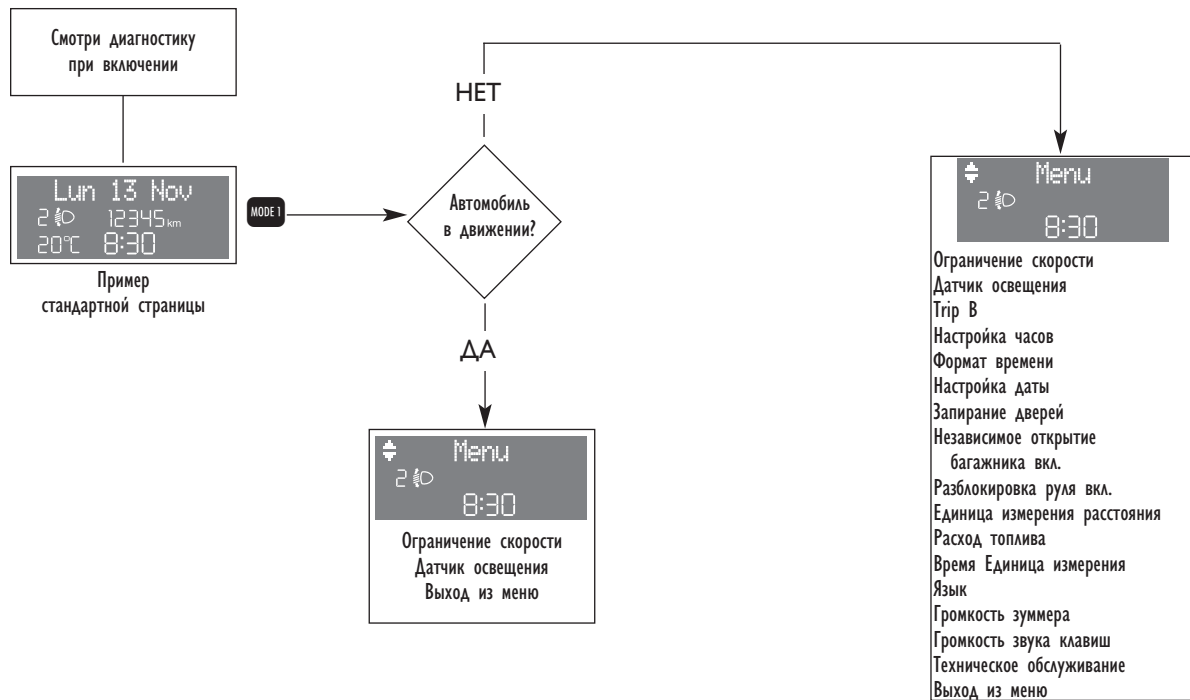 Смотри диагностику
при включении
Lun 13 Nov
2 12345 km
20°C 8:30
Пример
стандартной страницы
MODE 1
Автомобиль
в движении?
НЕТ
ДА
Menu
2
8:30
Ограничение скорости
Датчик освещения
Выход из меню
Menu
2
8:30
Ограничение скорости
Датчик освещения
Trip B
Настройка часов
Формат времени
Настройка даты
Запирание дверей
Независимое открытие
багажника вкл.
Разблокировка руля вкл.
Единица измерения расстояния
Расход топлива
Время Единица измерения
Язык
Громкость зуммера
Громкость звука клавиш
Техническое обслуживание
Выход из меню